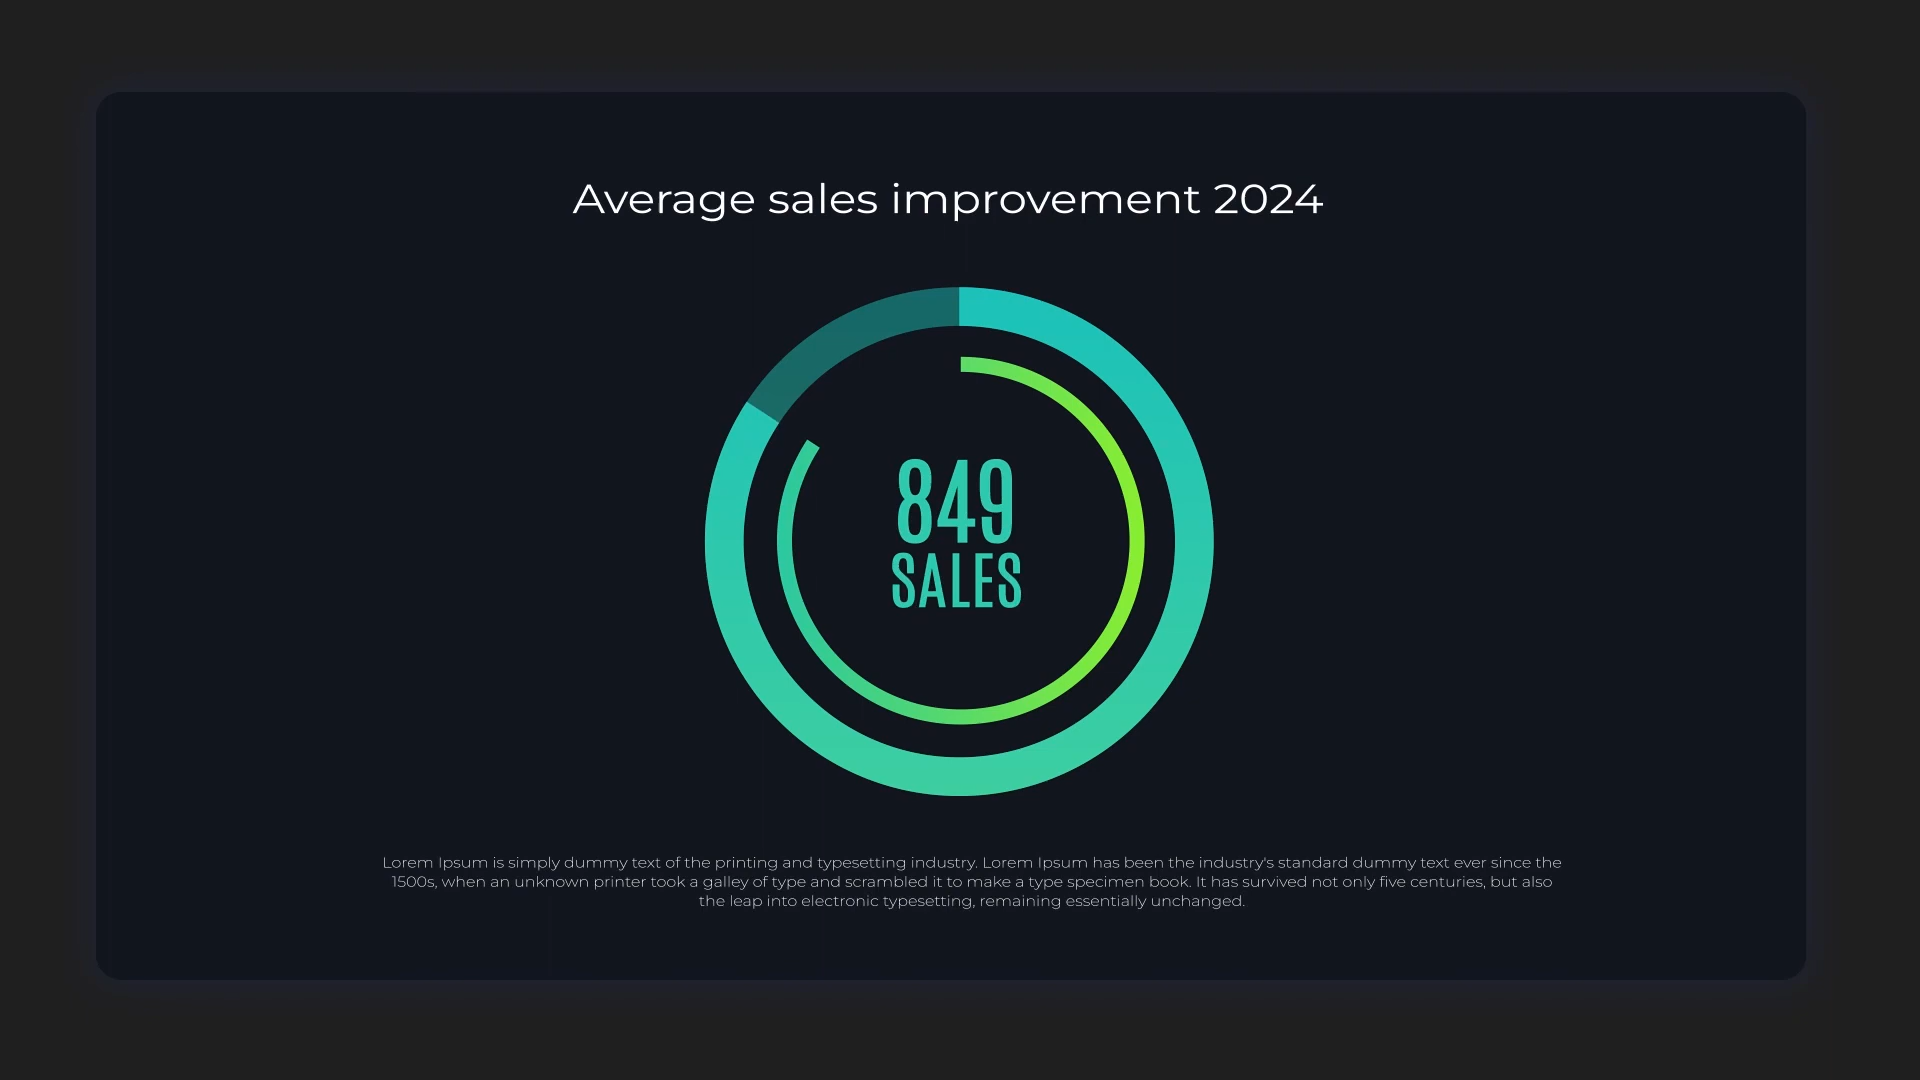 Average sales improvement 2024
849
SALES
Lorem Ipsum is simply dummy text of the printing and typesetting industry. Lorem Ipsum has been the industry's standard dummy text ever since the
1500s, when an unknown printer took a galley of type and scrambled it to make a type specimen book. It has survived not only five centuries, but also
the leap into electronic typesetting, remaining essentially unchanged.